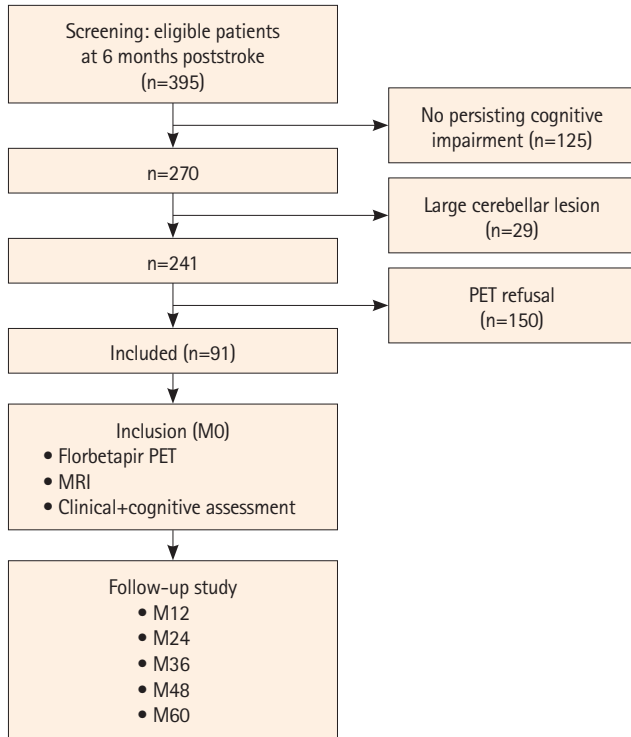 Screening: eligible patients
at 6 months poststroke
(n=395)
No persisting cognitive
impairment (n=125)
n=270
Large cerebellar lesion
(n=29)
n=241
PET refusal
(n=150)
Included (n=91)
Inclusion (M0)
• Florbetapir PET
• MRI
• Clinical+cognitive assessment
Follow-up study
• M12
• M24
• M36
• M48
• M60